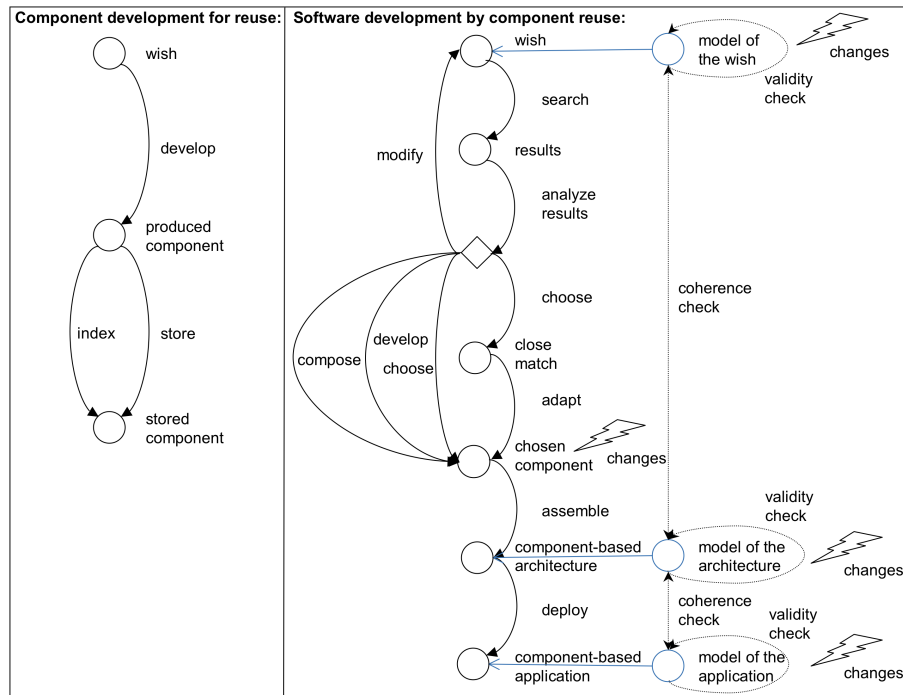 Component development for reuse:
wish
develop
produced
component
index
store
stored
component
Software development by component reuse:
wish
model of
the wish
changes
validity
check
search
modify
results
analyze
results
choose
coherence
check
develop
compose
choose
close
match
adapt
chosen
component
changes
assemble
validity
check
component-based
architecture
model of the
architecture
changes
deploy
coherence
check
validity
check
component-based
application
model of the
application
changes